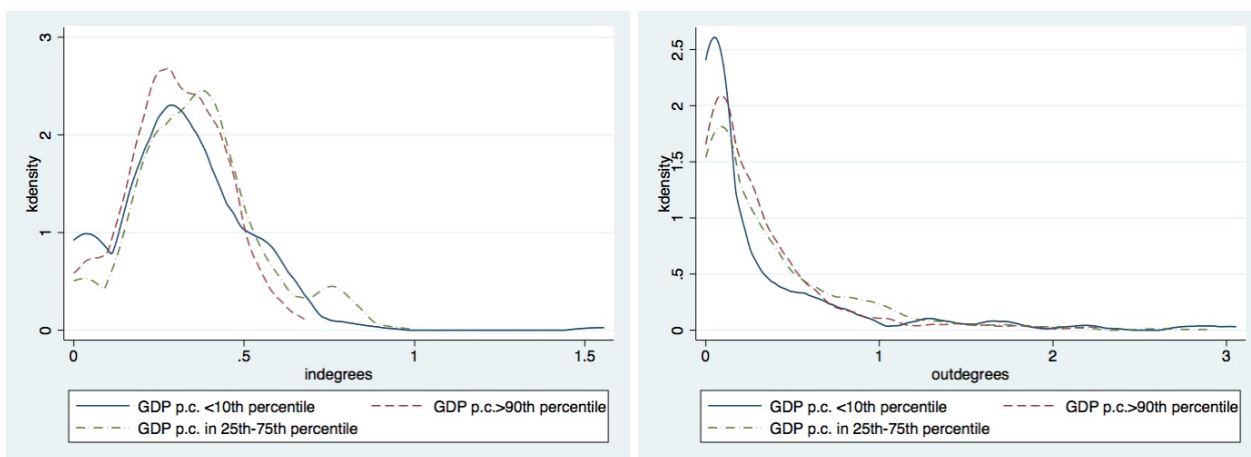 3
2
1
0
kdensity
0
.5
1
1.5
indegrees
GDP p.c. <10th percentile
GDP p.c.>90th percentile
GDP p.c. in 25th-75th percentile
2.5
2
1.5
1
.5
0
kdensity
0
1
2
3
outdegrees
GDP p.c. <10th percentile
GDP p.c.>90th percentile
GDP p.c. in 25th-75th percentile